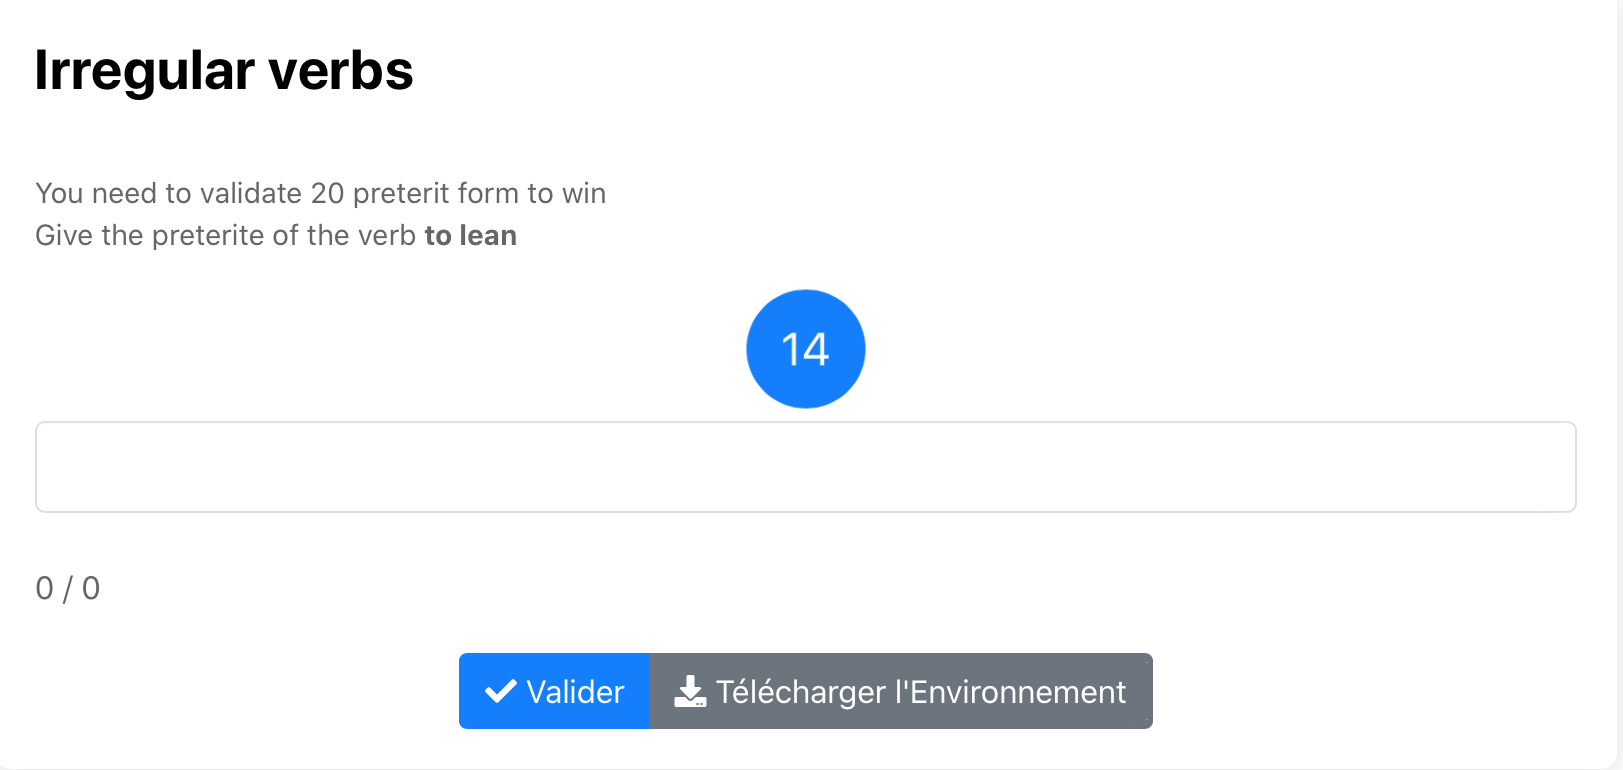 Irregular verbs
You need to validate 20 preterit form to win
Give the preterite of the verb to lean
14
0 / 0
Valider
Télécharger l'Environnement